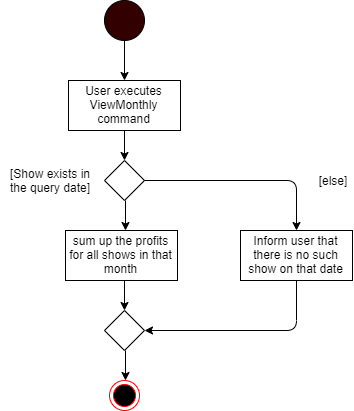 User executes
ViewMonthly
command
[Show exists in
the query date]
[else]
sum up the profits
for all shows in that
month
Inform user that
there is no such
show on that date